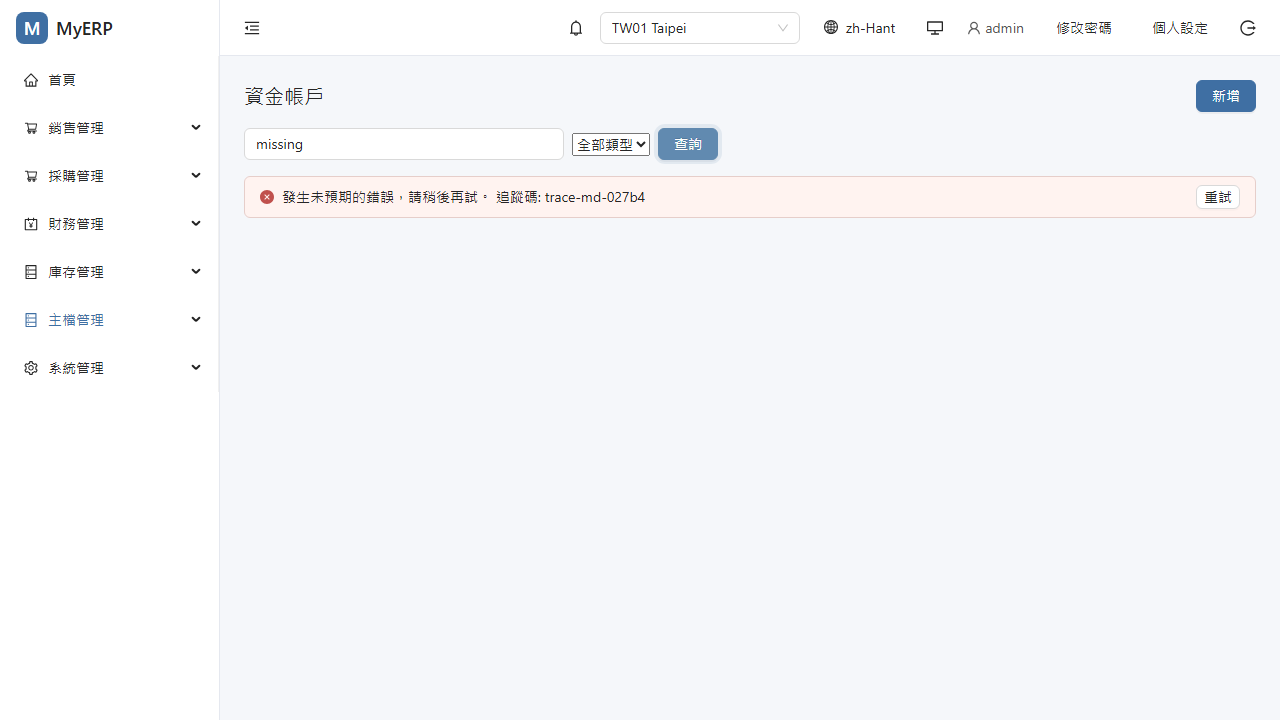 M MyERP
TW01 Taipei
zh-Hant
admin
修改密碼
個人設定
首頁
銷售管理
採購管理
財務管理
庫存管理
主檔管理
系統管理
資金帳戶
新增
missing
全部類型
查詢
發生未預期的錯誤，請稍後再試。 追蹤碼: trace-md-027b4
重試